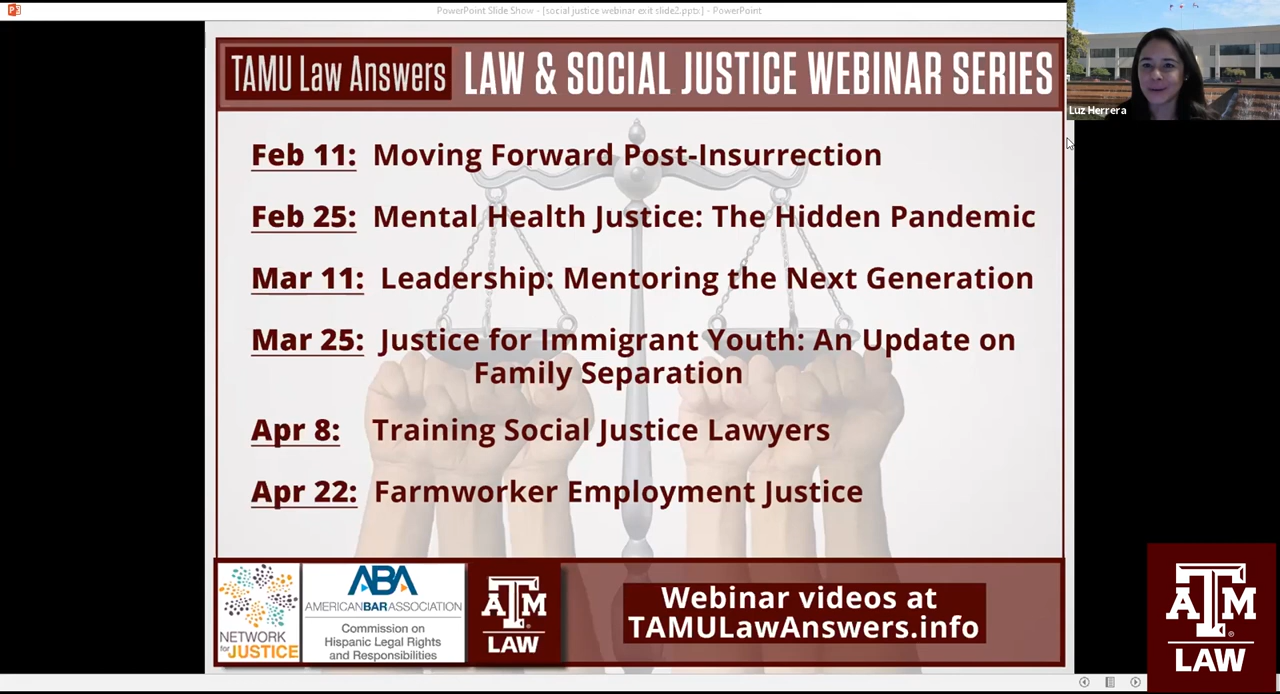 PowerPoint Slide Show - [social justice webinar exit slide2.pptx] - PowerPoint
TAMU Law Answers LAW & SOCIAL JUSTICE WEBINAR SERIES
Luz Herrera
Feb 11: Moving Forward Post-Insurrection
Feb 25: Mental Health Justice: The Hidden Pandemic
Mar 11: Leadership: Mentoring the Next Generation
Mar 25: Justice for Immigrant Youth: An Update on
Family Separation
Apr 8: Training Social Justice Lawyers
Apr 22: Farmworker Employment Justice
NETWORK
for JUSTICE
ABA
AMERICANBARASSOCIATION
Commission on
Hispanic Legal Rights
and Responsibilities
ATM
LAW
Webinar videos at
TAMULawAnswers.info
ATM
LAW